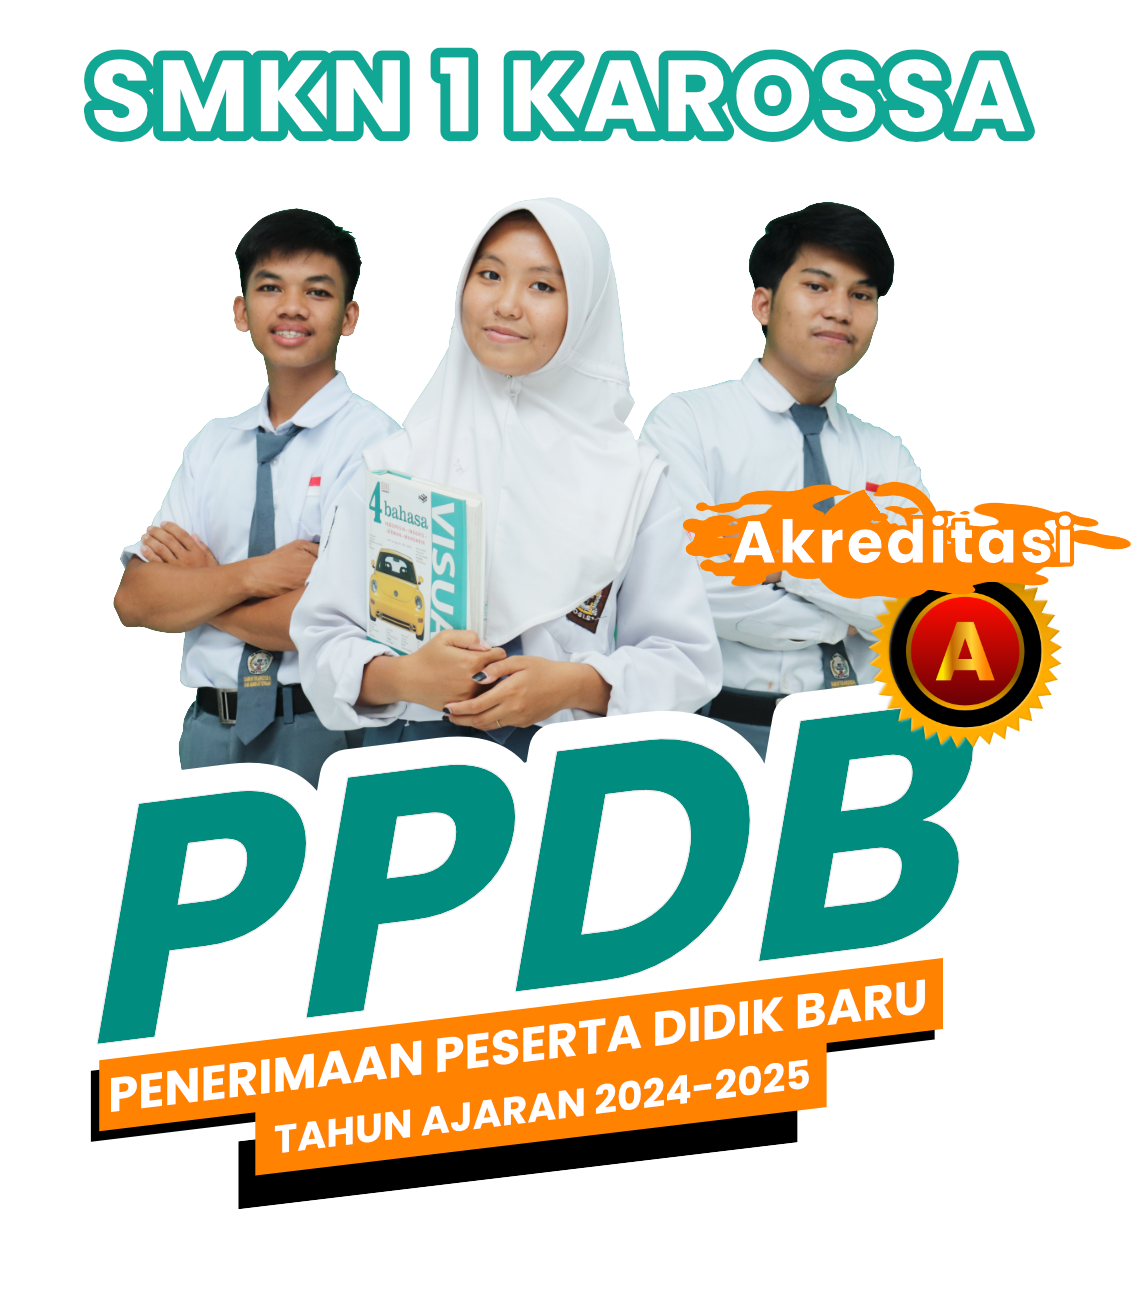 SMKN 1 KAROSSA
4 bahasa
VISUA
Akreditasi
A
PPDB
PENERIMAAN PESERTA DIDIK BARU
TAHUN AJARAN 2024-2025